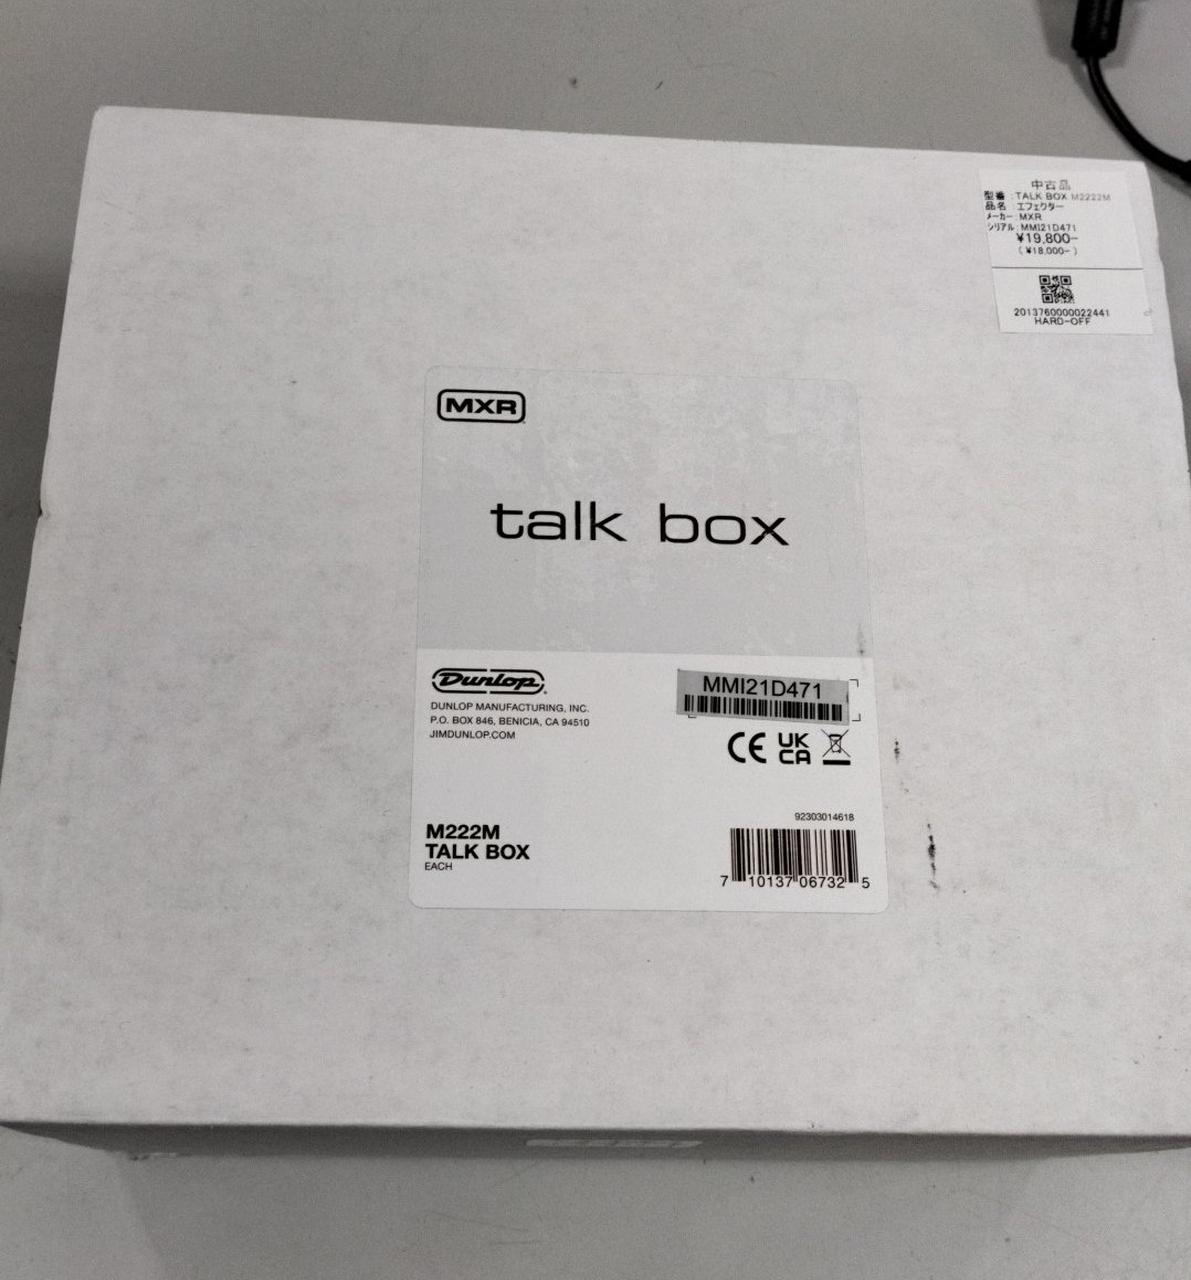 中古品
型番 :TALK BOX M2222M
品名 :エフェクター
メーカー:MXR
シリアル:MMI21D471
¥19,800-
(¥18,000-)
2013760000022441
HARD-OFF
MXR
talk box
Dunlop
DUNLOP MANUFACTURING, INC.
P.O. BOX 846, BENICIA, CA 94510
JIMDUNLOP.COM
MMI21D471
CE UK CA
M222M
TALK BOX
EACH
92303014618
7 10137 06732 5